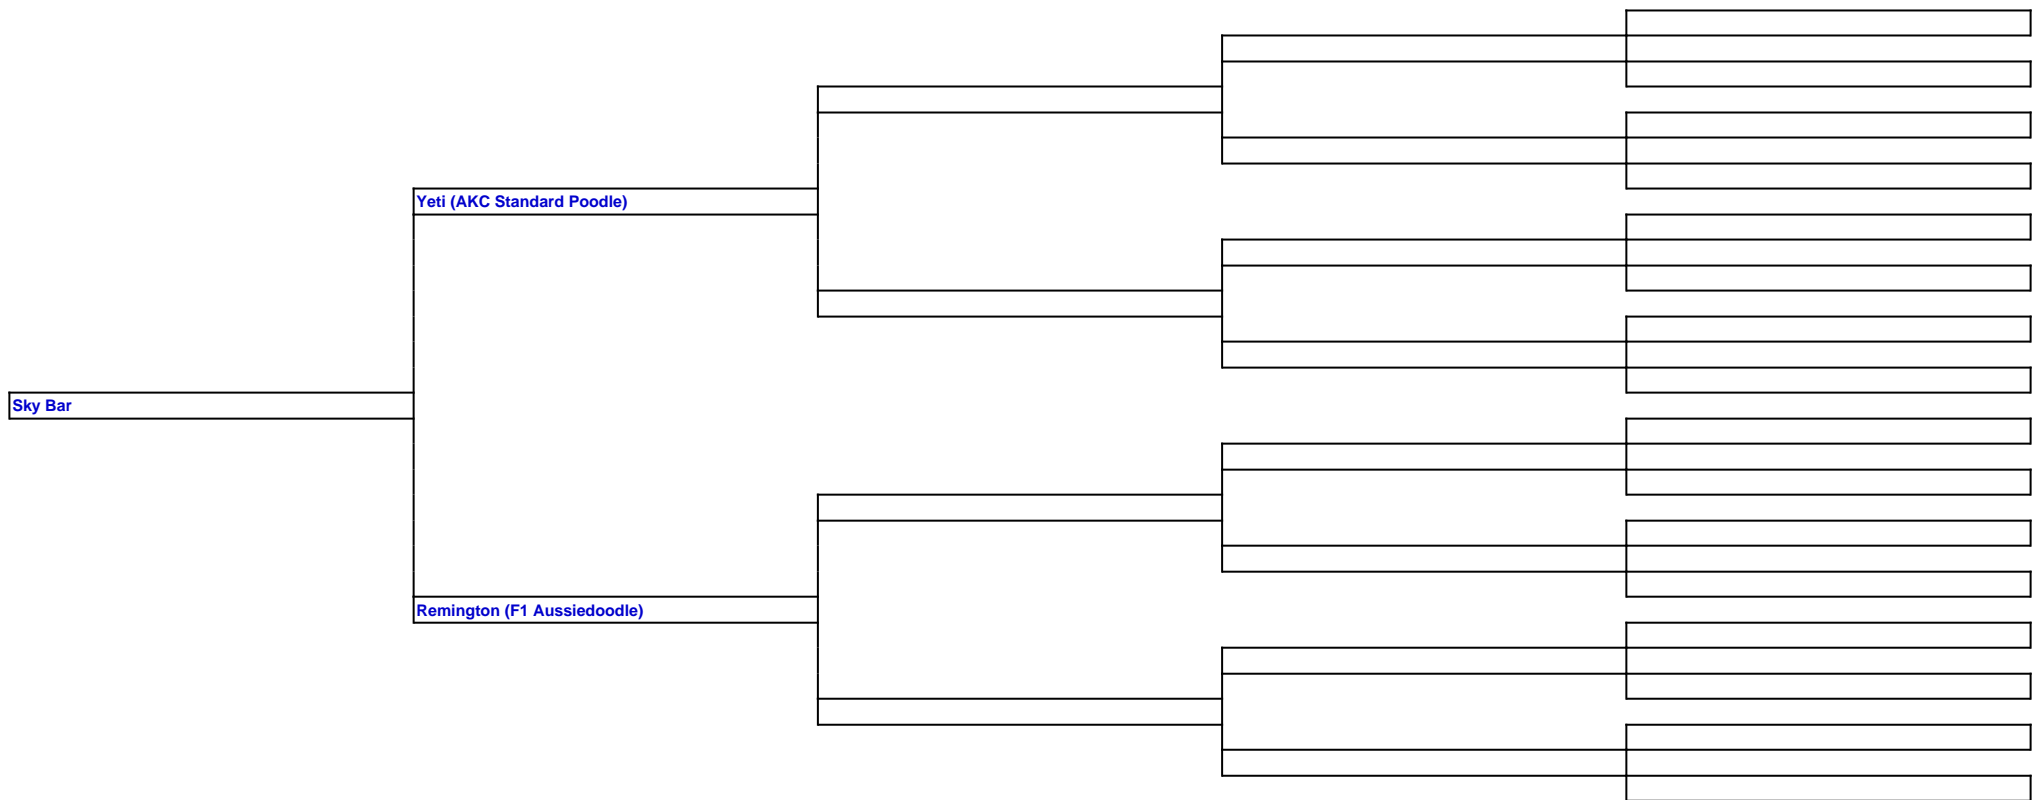 Yeti (AKC Standard Poodle)
Sky Bar
Remington (F1 Aussiedoodle)